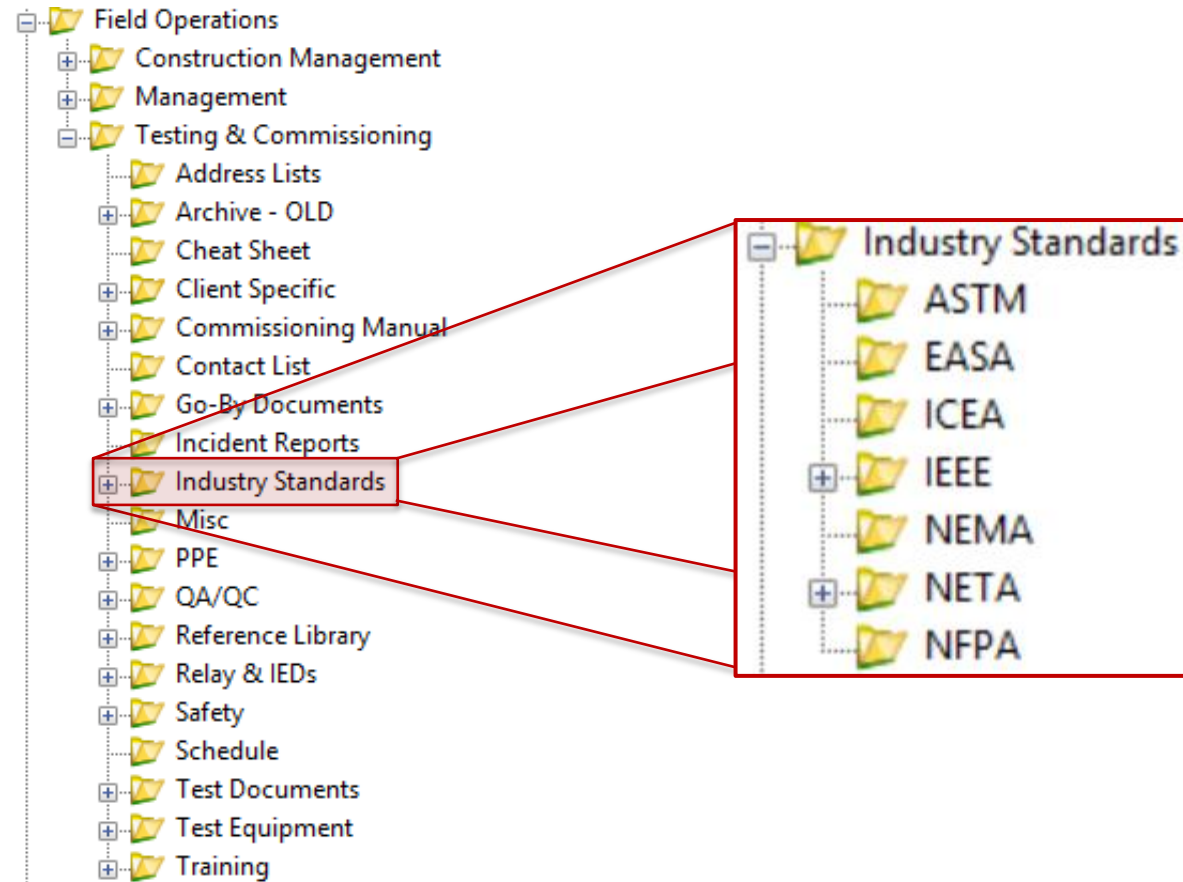 Field Operations
Construction Management
Management
Testing & Commissioning
Address Lists
Archive - OLD
Cheat Sheet
Client Specific
Commissioning Manual
Contact List
Go-By Documents
Incident Reports
Industry Standards
Misc
PPE
QA/QC
Reference Library
Relay & IEDs
Safety
Schedule
Test Documents
Test Equipment
Training
Industry Standards
ASTM
EASA
ICEA
IEEE
NEMA
NETA
NFPA